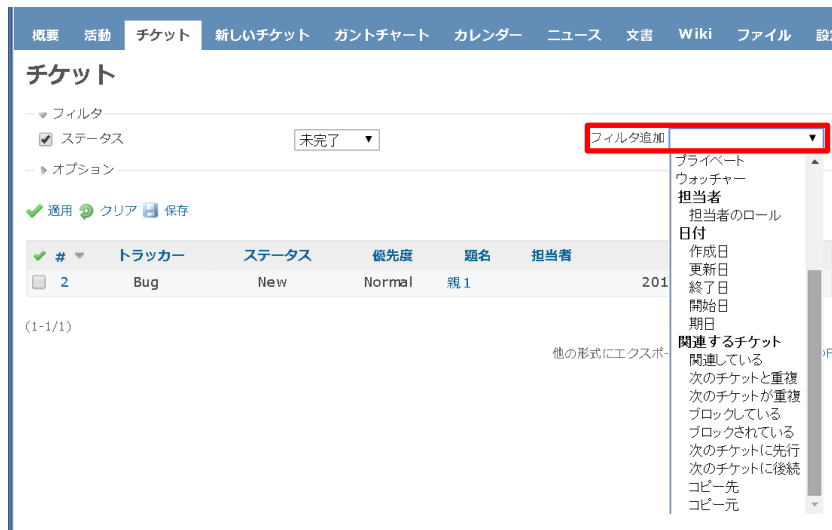 概要 活動 チケット 新しいチケット ガントチャート カレンダー ニュース 文書 Wiki ファイル
チケット
フィルタ
ステータス 未完了 フィルタ追加
オプション
適用 クリア 保存
# トラッカー ステータス 優先度 題名 担当者
2 Bug New Normal 親1 201
(1-1/1)
他の形式にエクスポー
プライベート
ウォッチャー
担当者
担当者のロール
日付
作成日
更新日
終了日
開始日
期日
関連するチケット
関連している
次のチケットと重複
次のチケットが重複
ブロックしている
ブロックされている
次のチケットに先行
次のチケットに後続
コピー先
コピー元